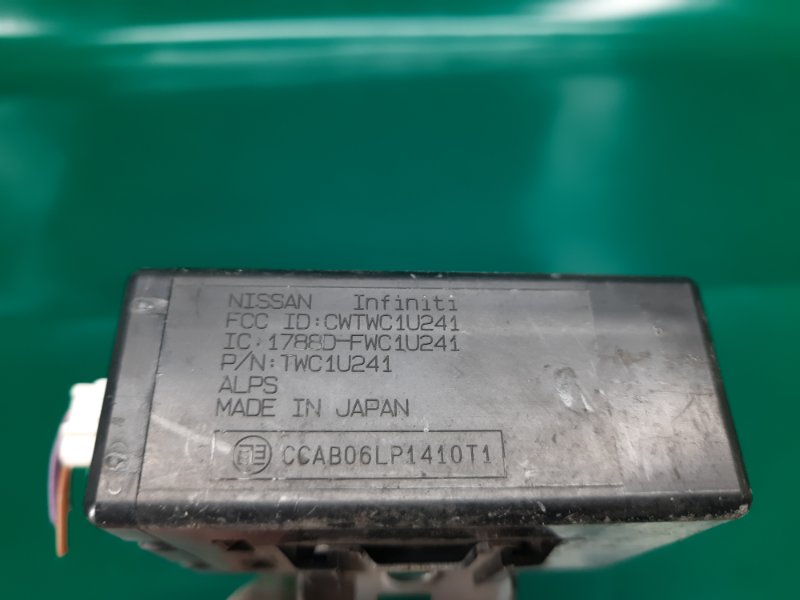 NISSAN Infiniti
FCC ID:CWTWC1U241
IC:1788D-FWC1U241
P/N:TWC1U241
ALPS
MADE IN JAPAN
CCAB06LP1410T1